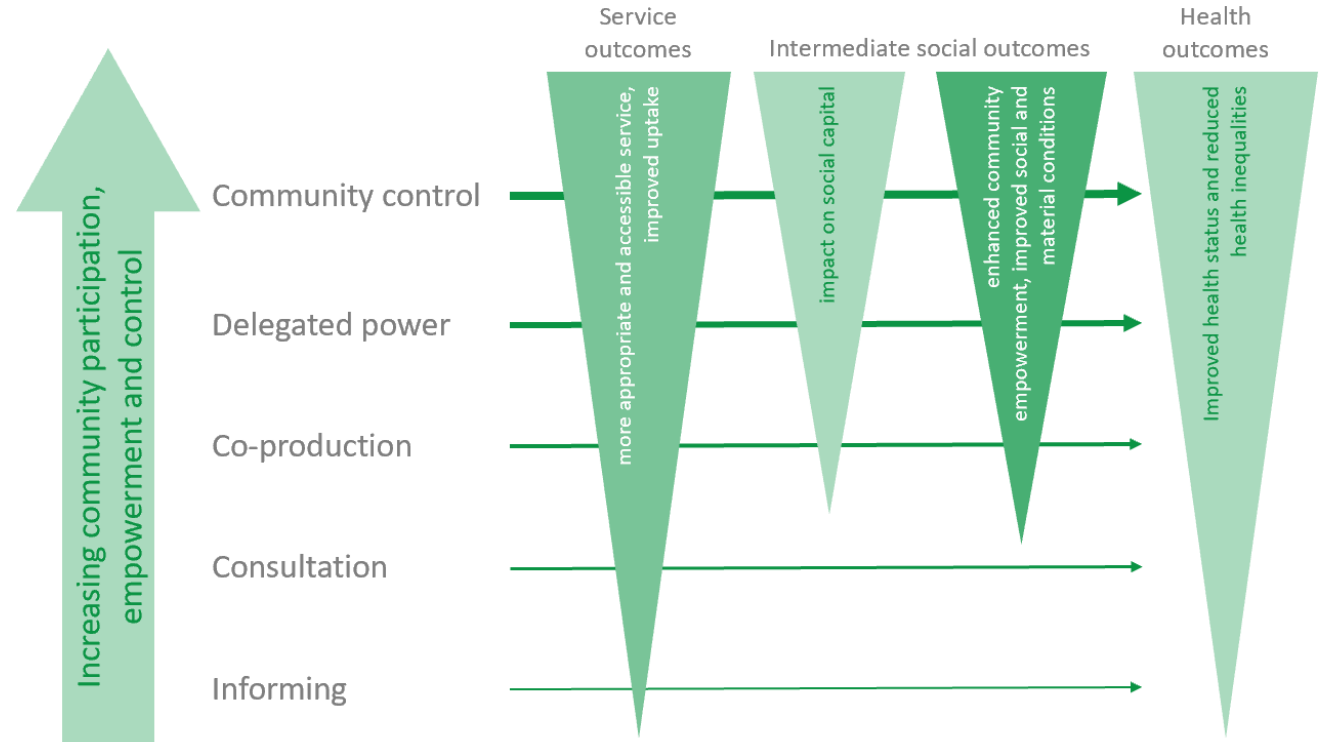 Service
outcomes
Intermediate social outcomes
Health
outcomes
Increasing community participation,
empowerment and control
Community control
Delegated power
Co-production
Consultation
Informing
more appropriate and accessible service,
improved uptake
impact on social capital
enhanced community
empowerment, improved social and
material conditions
Improved health status and reduced
health inequalities